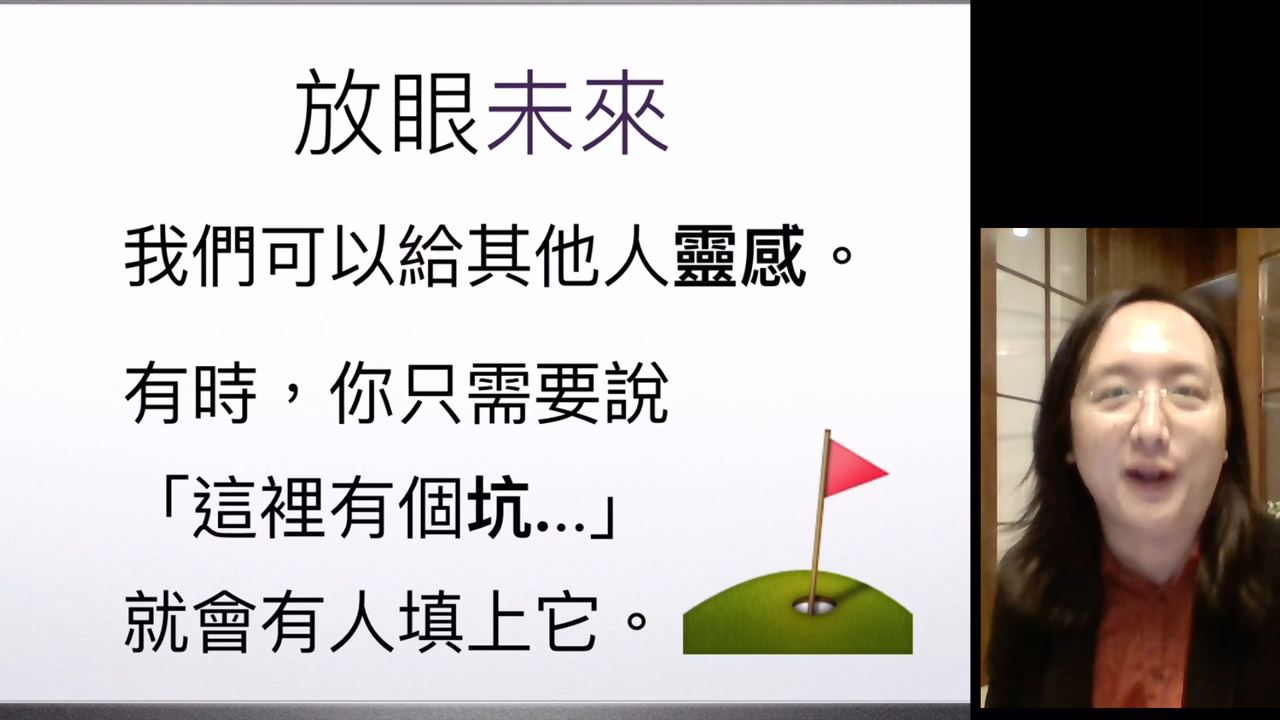 放眼未來
我們可以給其他人靈感。
有時，你只需要說
「這裡有個坑...」
就會有人填上它。